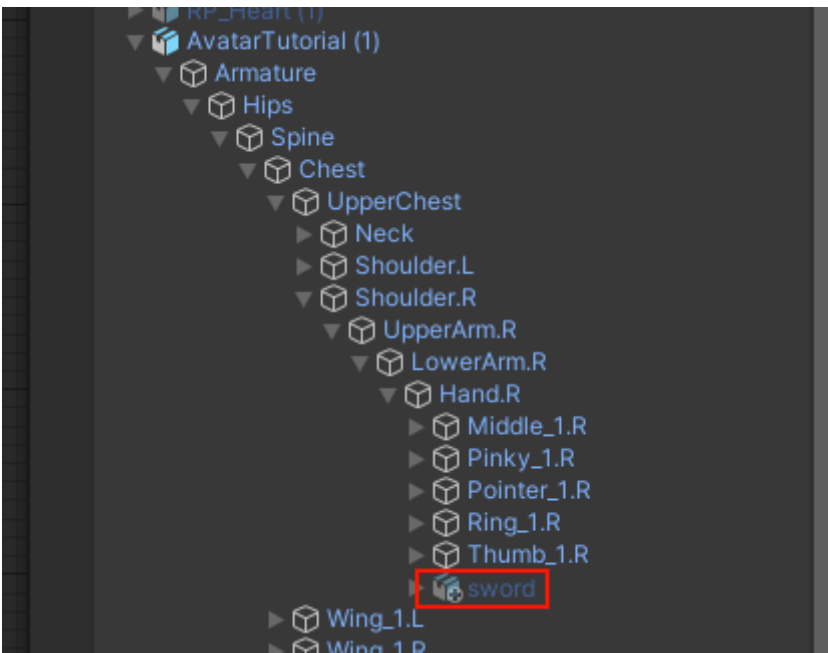 RP_Heart (1)
AvatarTutorial (1)
Armature
Hips
Spine
Chest
UpperChest
Neck
Shoulder.L
Shoulder.R
UpperArm.R
LowerArm.R
Hand.R
Middle_1.R
Pinky_1.R
Pointer_1.R
Ring_1.R
Thumb_1.R
sword
Wing_1.L
Wing_1.R